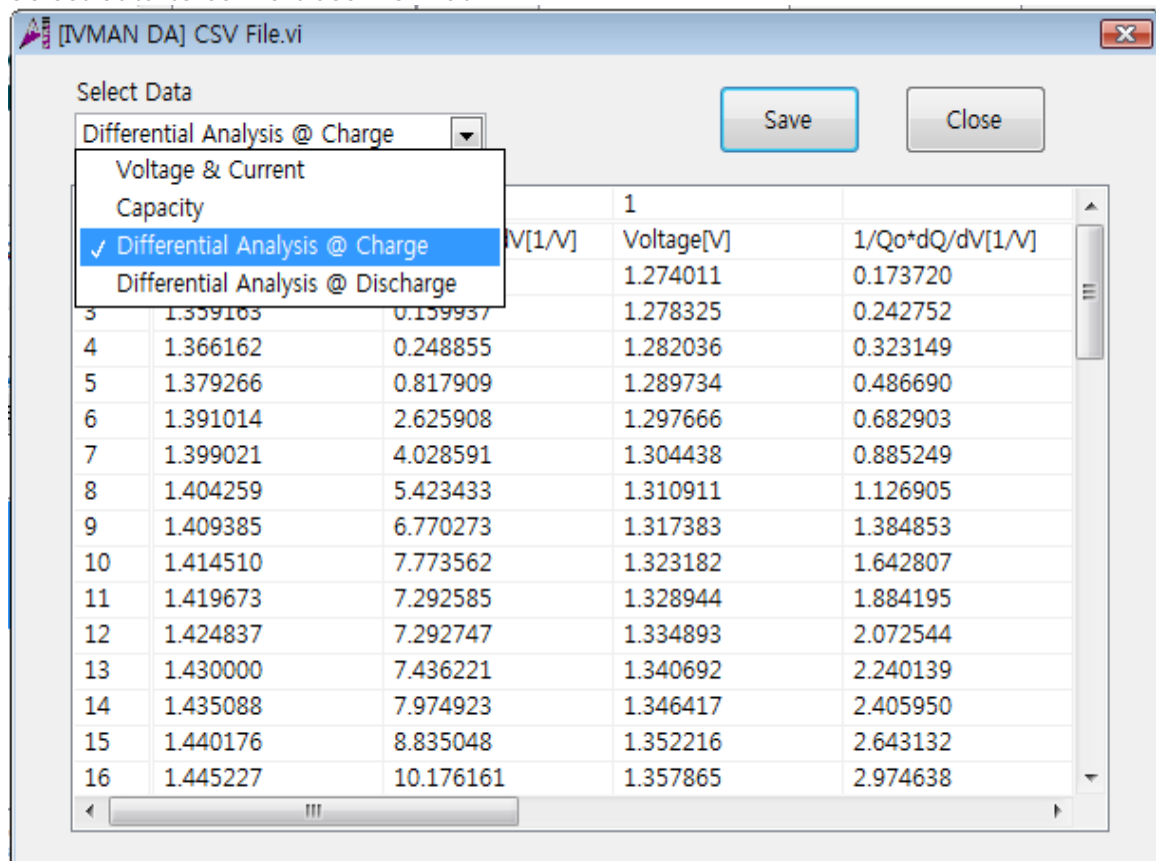 [IVMAN DA] CSV File.vi
Select Data
Differential Analysis @ Charge
Save
Close
Voltage & Current
Capacity
✓ Differential Analysis @ Charge
Differential Analysis @ Discharge
1
dV[1/V] Voltage[V] 1/Qo*dQ/dV[1/V]
1.274011 0.173720
3 1.359163 0.159937 1.278325 0.242752
4 1.366162 0.248855 1.282036 0.323149
5 1.379266 0.817909 1.289734 0.486690
6 1.391014 2.625908 1.297666 0.682903
7 1.399021 4.028591 1.304438 0.885249
8 1.404259 5.423433 1.310911 1.126905
9 1.409385 6.770273 1.317383 1.384853
10 1.414510 7.773562 1.323182 1.642807
11 1.419673 7.292585 1.328944 1.884195
12 1.424837 7.292747 1.334893 2.072544
13 1.430000 7.436221 1.340692 2.240139
14 1.435088 7.974923 1.346417 2.405950
15 1.440176 8.835048 1.352216 2.643132
16 1.445227 10.176161 1.357865 2.974638